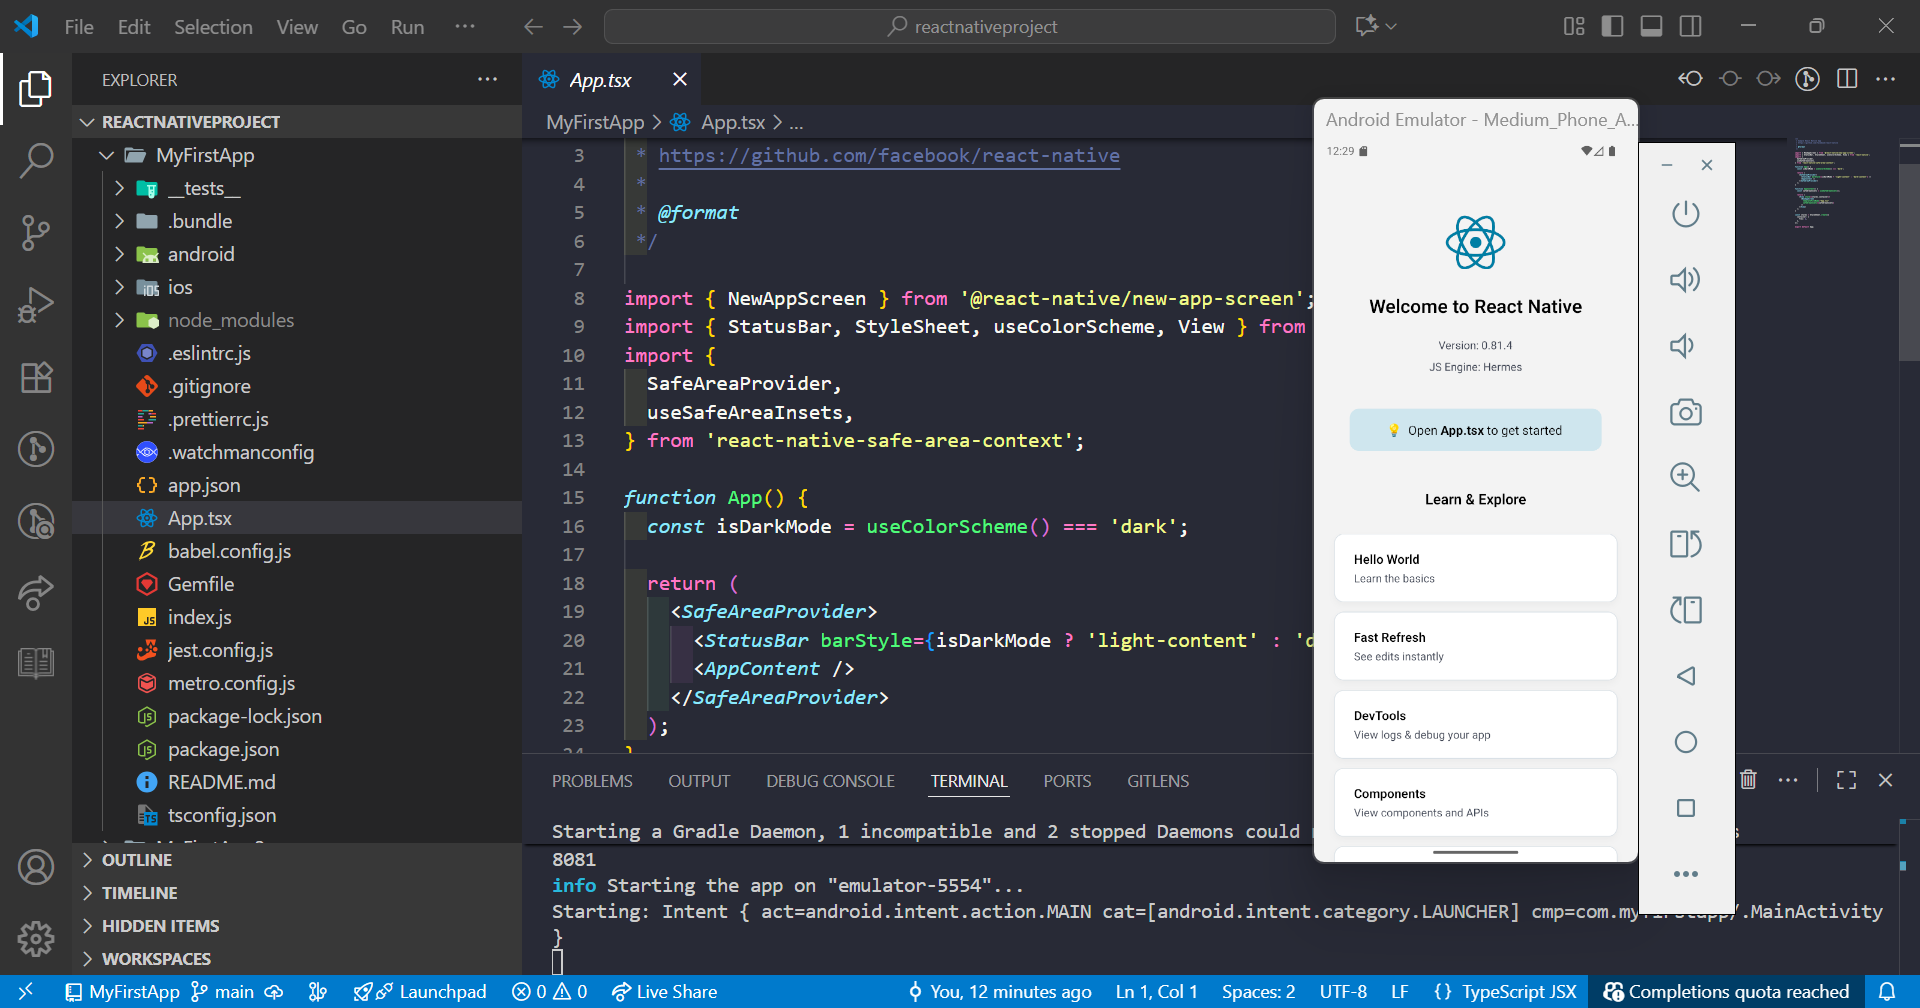 File Edit Selection View Go Run ···
reactnativeproject
EXPLORER
REACTNATIVEPROJECT
MyFirstApp
__tests__
.bundle
android
ios
node_modules
.eslintrc.js
.gitignore
.prettierrc.js
.watchmanconfig
app.json
App.tsx
babel.config.js
Gemfile
index.js
jest.config.js
metro.config.js
package-lock.json
package.json
README.md
tsconfig.json
OUTLINE
TIMELINE
HIDDEN ITEMS
WORKSPACES
App.tsx
MyFirstApp > App.tsx > ...
3 * https://github.com/facebook/react-native
4 *
5 * @format
6 */
7
8 import { NewAppScreen } from '@react-native/new-app-screen';
9 import { StatusBar, StyleSheet, useColorScheme, View } from
10 import {
11 SafeAreaProvider,
12 useSafeAreaInsets,
13 } from 'react-native-safe-area-context';
14
15 function App() {
16 const isDarkMode = useColorScheme() === 'dark';
17
18 return (
19 <SafeAreaProvider>
20 <StatusBar barStyle={isDarkMode ? 'light-content' : 'd
21 <AppContent />
22 </SafeAreaProvider>
23 );
24 }
PROBLEMS OUTPUT DEBUG CONSOLE TERMINAL PORTS GITLENS
Starting a Gradle Daemon, 1 incompatible and 2 stopped Daemons could
8081
info Starting the app on "emulator-5554"...
Starting: Intent { act=android.intent.action.MAIN cat=[android.intent.category.LAUNCHER] cmp=com.myfirstapp/.MainActivity
}
Android Emulator - Medium_Phone_A...
12:29
Welcome to React Native
Version: 0.81.4
JS Engine: Hermes
Open App.tsx to get started
Learn & Explore
Hello World
Learn the basics
Fast Refresh
See edits instantly
DevTools
View logs & debug your app
Components
View components and APIs
MyFirstApp main Launchpad 0 0 Live Share You, 12 minutes ago Ln 1, Col 1 Spaces: 2 UTF-8 LF {} TypeScript JSX Completions quota reached